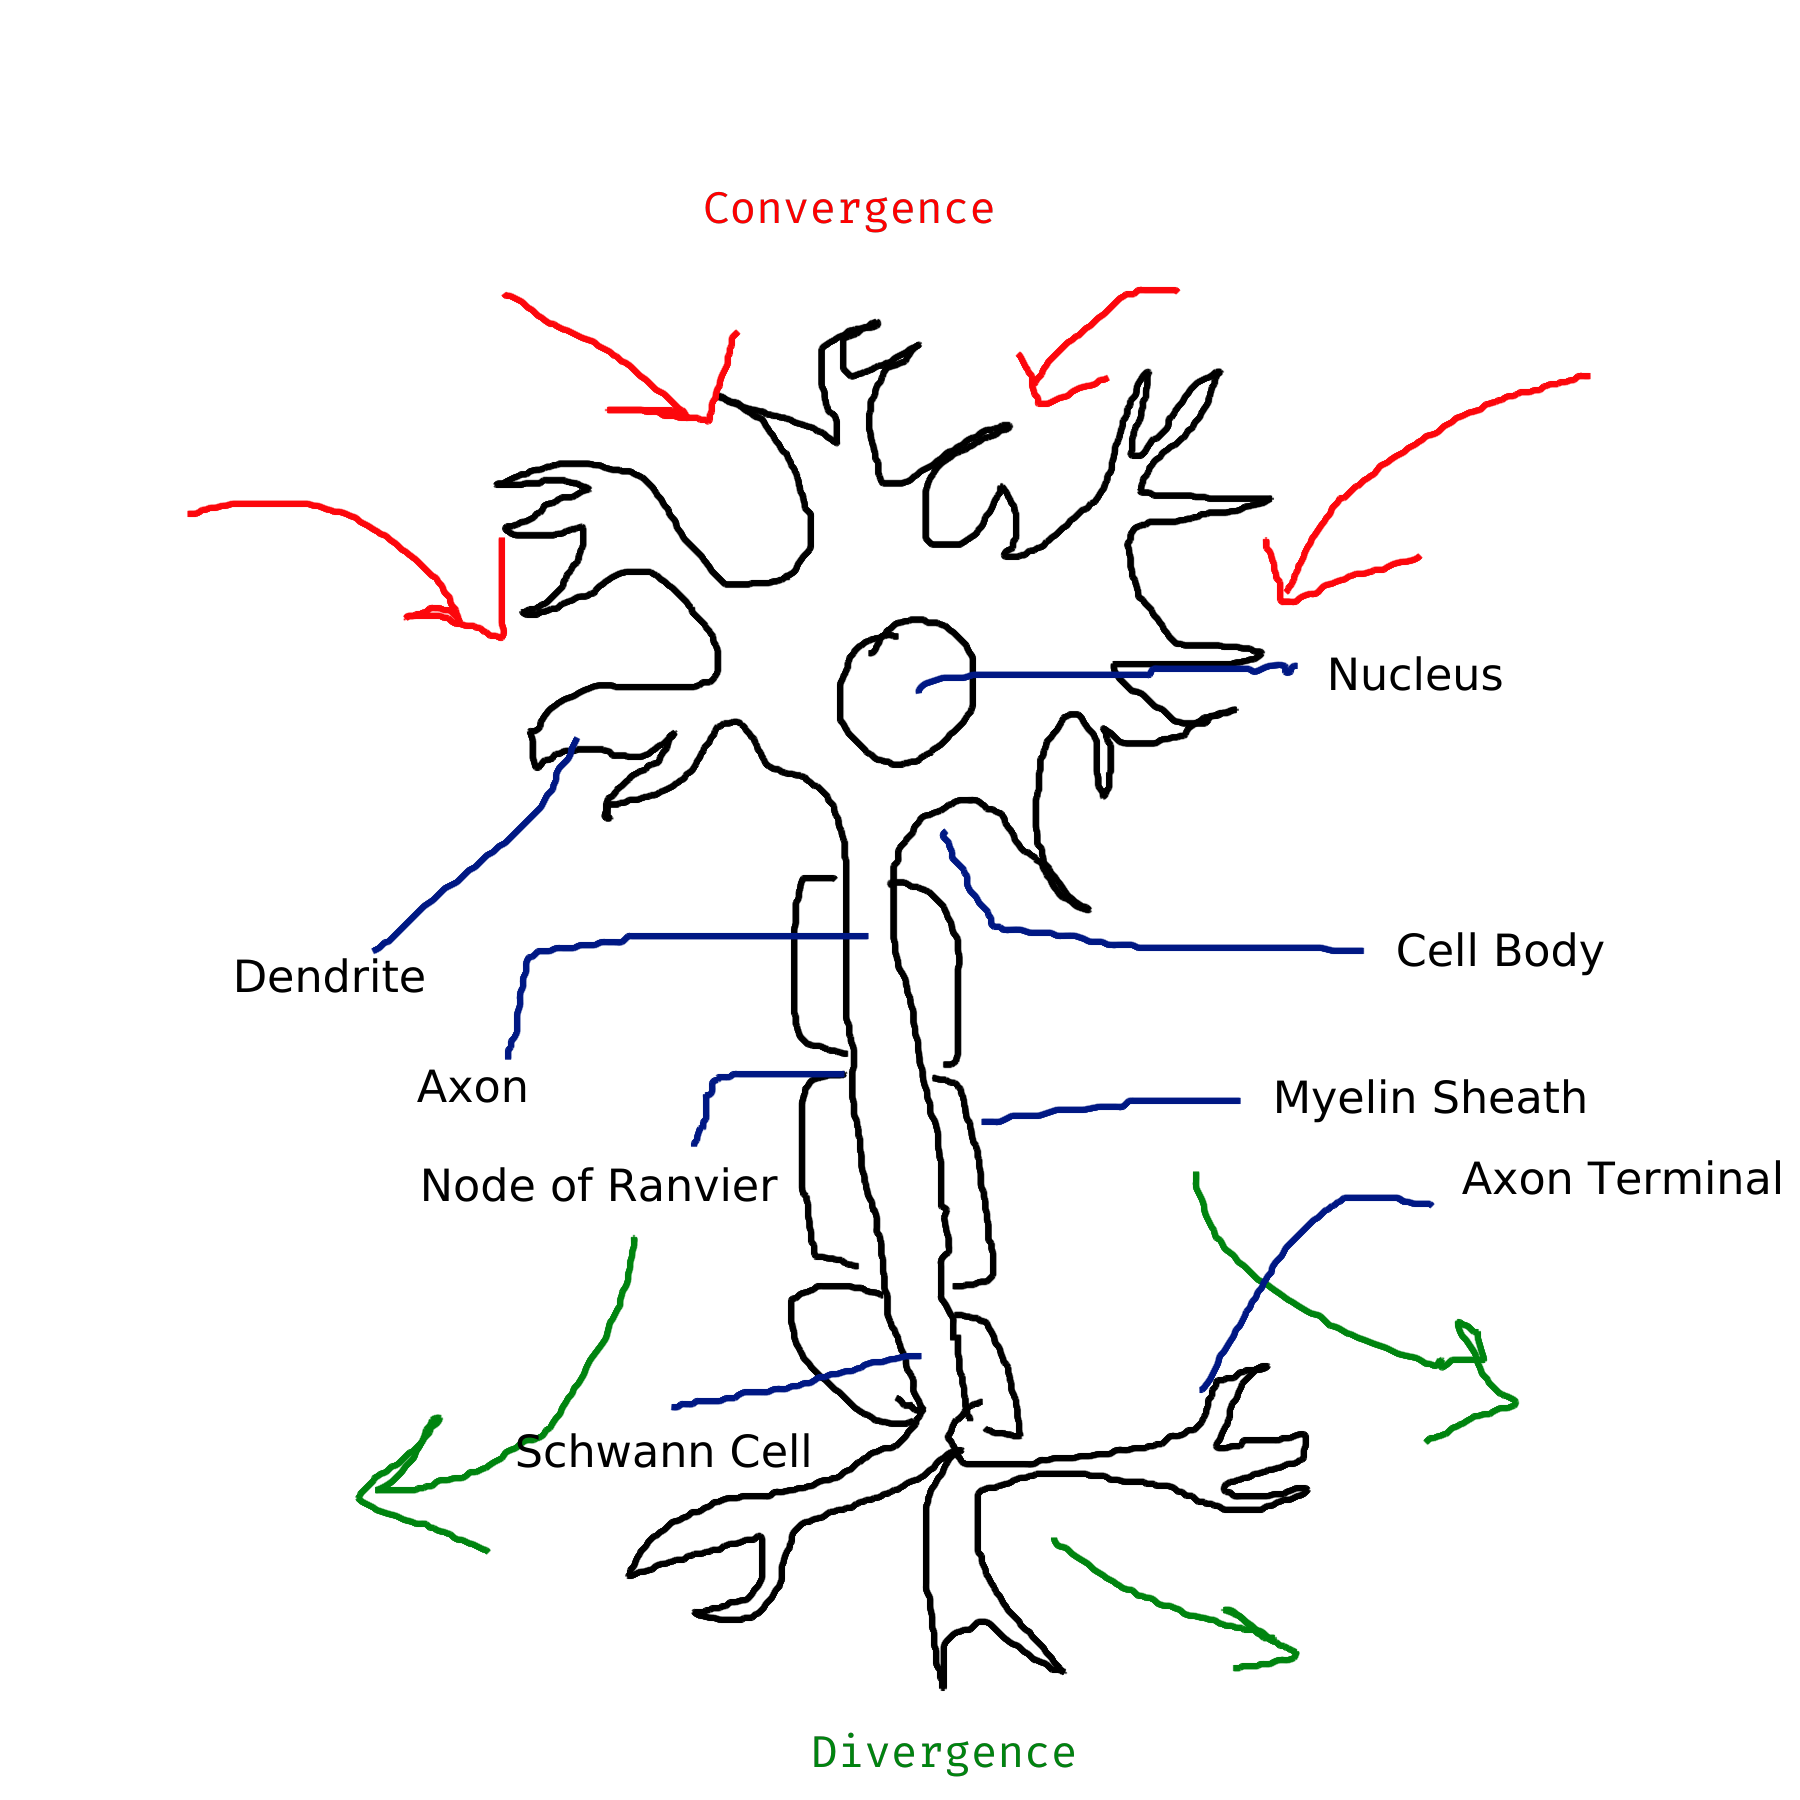 Convergence
Nucleus
Cell Body
Dendrite
Axon
Myelin Sheath
Node of Ranvier
Axon Terminal
Schwann Cell
Divergence